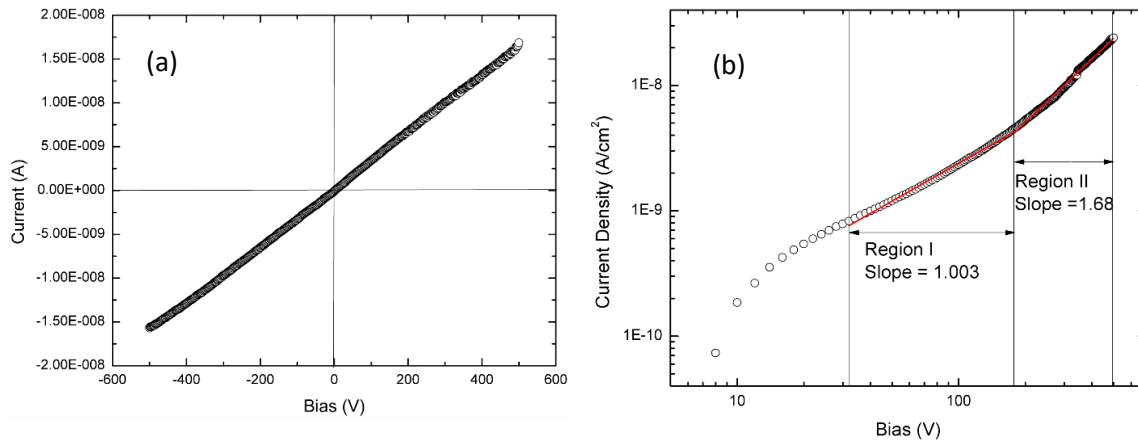 (a)
2.00E-008
1.50E-008
1.00E-008
5.00E-009
0.00E+000
-5.00E-009
-1.00E-008
-1.50E-008
-2.00E-008
Current (A)
-600 -400 -200 0 200 400 600
Bias (V)
(b)
1E-8
1E-9
1E-10
Current Density (A/cm²)
Region II
Slope =1.68
Region I
Slope = 1.003
10 100
Bias (V)